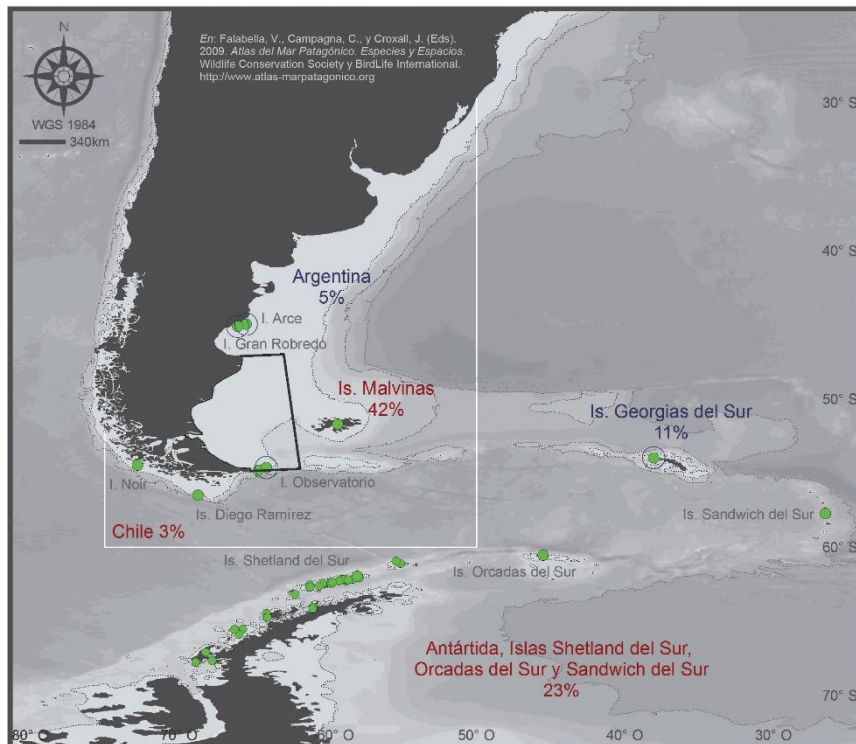 N
WGS 1984
340km
En: Falabella, V., Campagna, C., y Croxall, J. (Eds).
2009. Atlas del Mar Patagónico. Especies y Espacios.
Wildlife Conservation Society y BirdLife International.
http://www.atlas-marpatagonico.org
30° S
40° S
Argentina
5%
I. Arce
I. Gran Robredo
Is. Malvinas
42%
50° S
Is. Georgias del Sur
11%
I. Noir
I. Observatorio
Is. Diego Ramírez
Is. Sandwich del Sur
Chile 3%
60° S
Is. Shetland del Sur
Is. Orcadas del Sur
Antártida, Islas Shetland del Sur,
Orcadas del Sur y Sandwich del Sur
23%
70° S
80° O
70° O
60° O
50° O
40° O
30° O